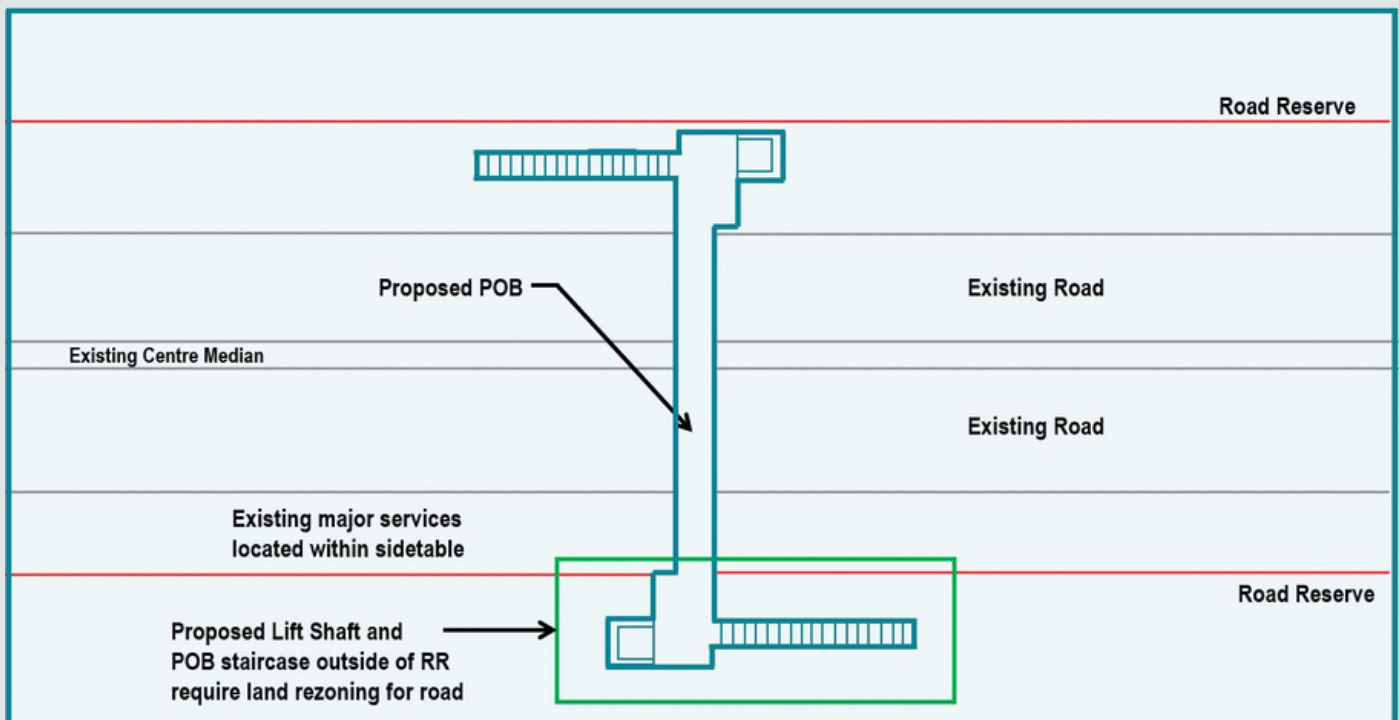 Road Reserve
Proposed POB
Existing Road
Existing Centre Median
Existing Road
Existing major services
located within sidetable
Road Reserve
Proposed Lift Shaft and
POB staircase outside of RR
require land rezoning for road